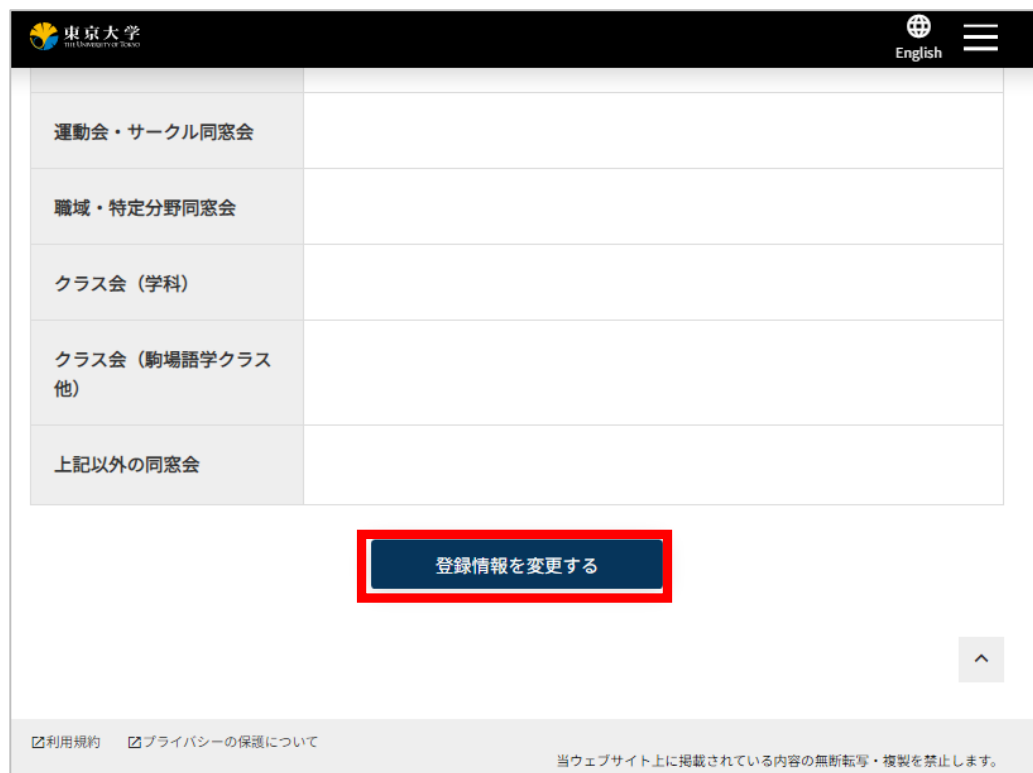 東京大学
THE UNIVERSITY OF TOKYO
English
運動会・サークル同窓会
職域・特定分野同窓会
クラス会（学科）
クラス会（駒場語学クラス
他）
上記以外の同窓会
登録情報を変更する
利用規約 プライバシーの保護について
当ウェブサイト上に掲載されている内容の無断転写・複製を禁止します。